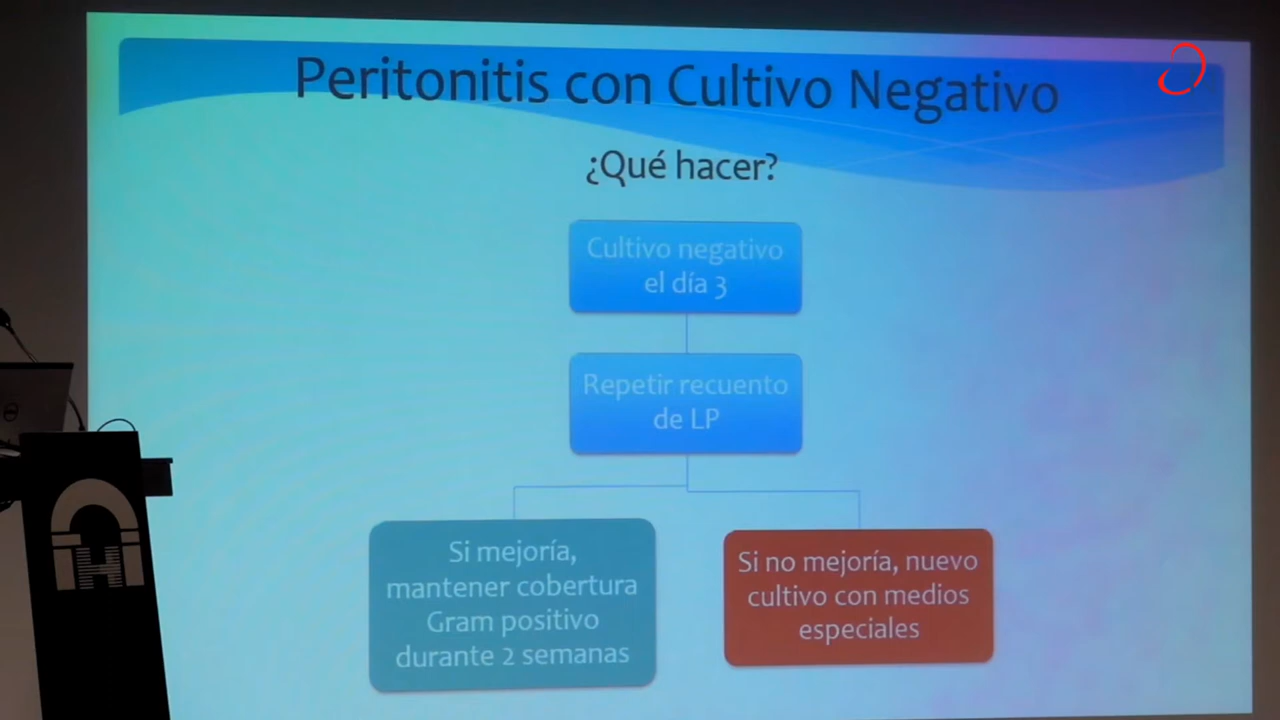 Peritonitis con Cultivo Negativo
¿Qué hacer?
Cultivo negativo
el día 3
Repetir recuento
de LP
Si mejoría,
mantener cobertura
Gram positivo
durante 2 semanas
Si no mejoría, nuevo
cultivo con medios
especiales